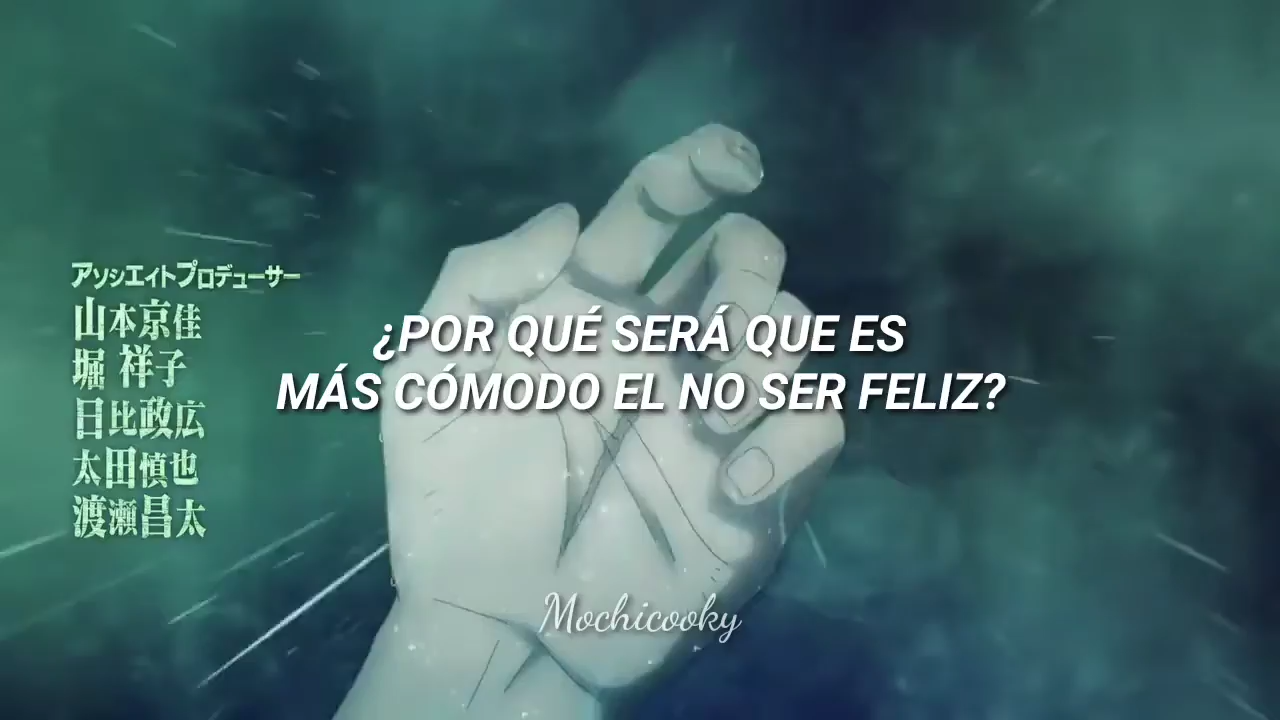 アソシエイトプロデューサー
山本京佳
堀 祥子
日比政広
太田慎也
渡瀬昌太
¿POR QUÉ SERÁ QUE ES
MÁS CÓMODO EL NO SER FELIZ?
Mochicooky